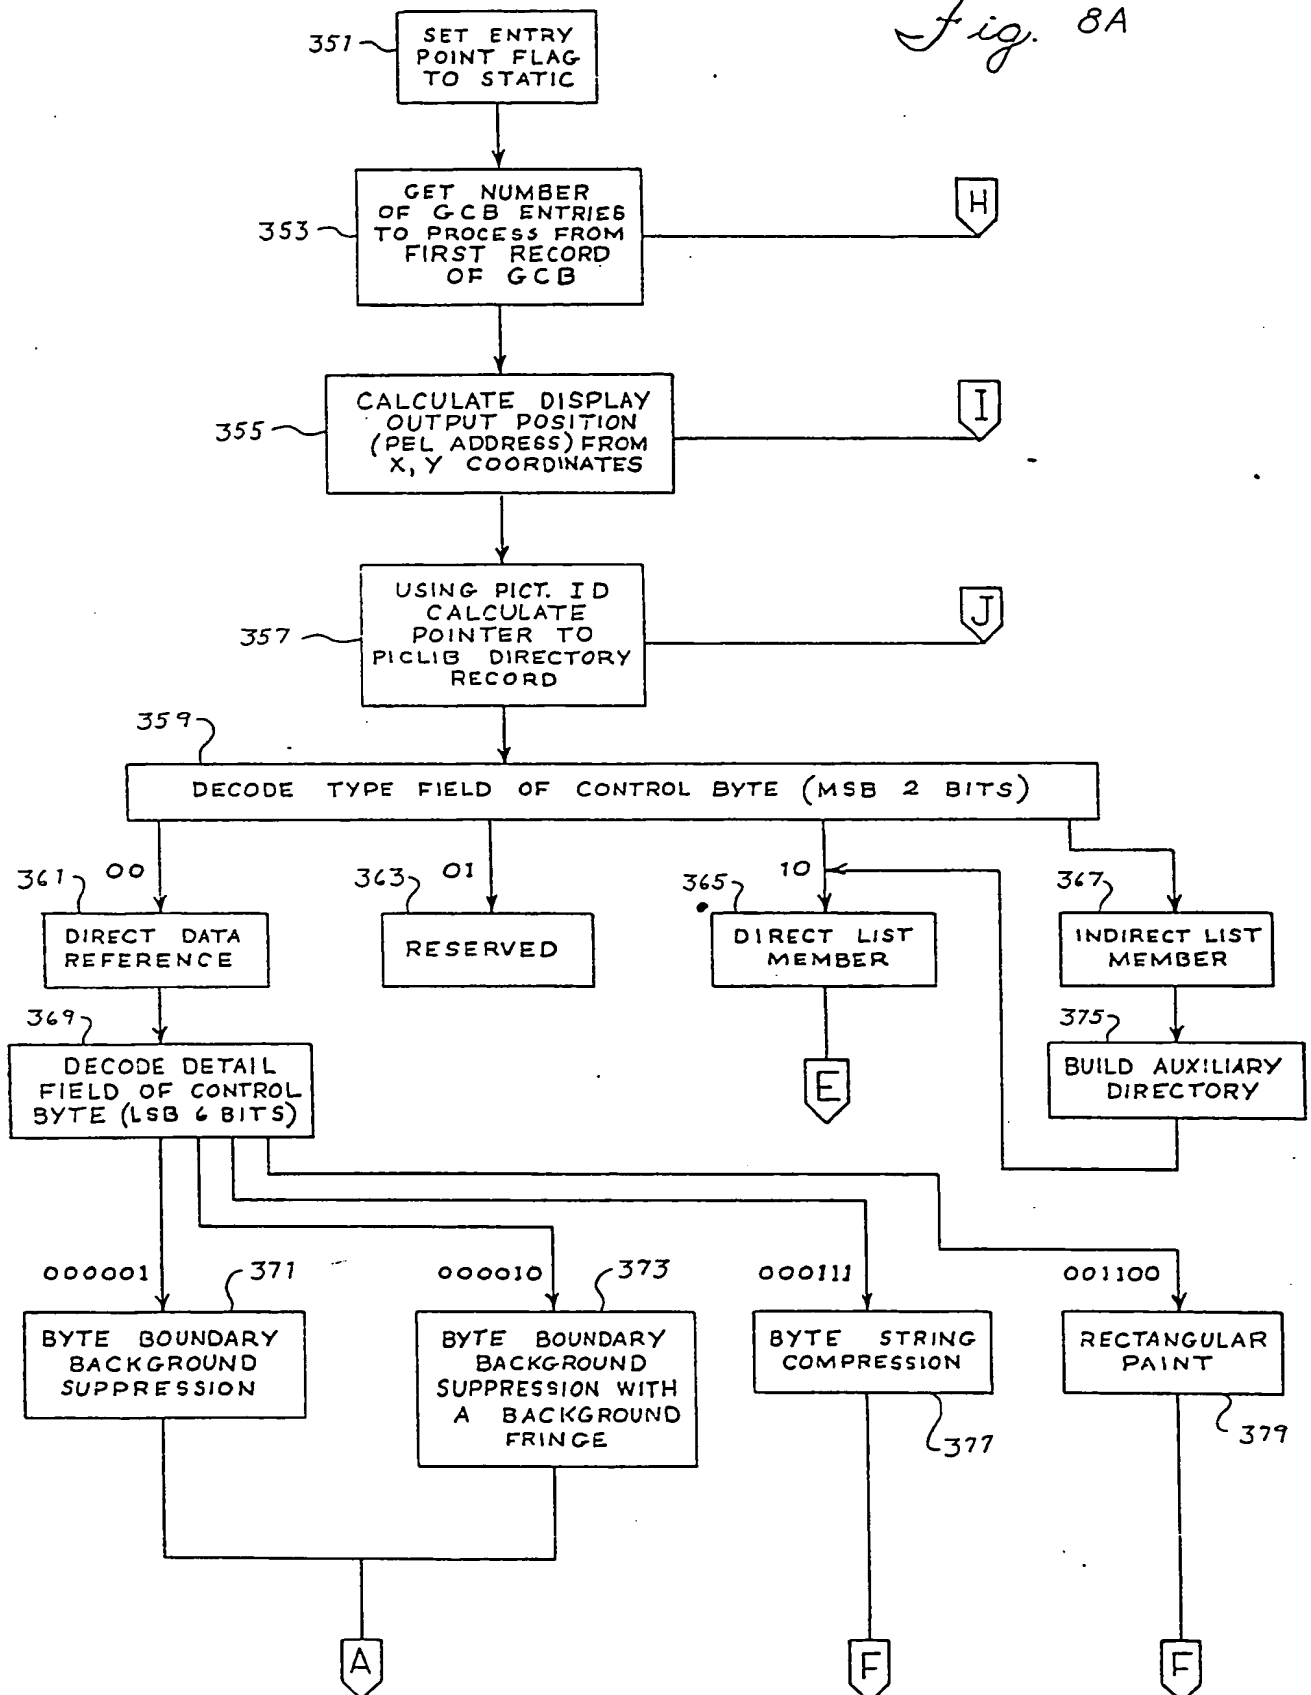 Fig. 8A
351
SET ENTRY
POINT FLAG
TO STATIC
353
GET NUMBER
OF GCB ENTRIES
TO PROCESS FROM
FIRST RECORD
OF GCB
H
355
CALCULATE DISPLAY
OUTPUT POSITION
(PEL ADDRESS) FROM
X, Y COORDINATES
I
357
USING PICT. ID
CALCULATE
POINTER TO
PICLIB DIRECTORY
RECORD
J
359
DECODE TYPE FIELD OF CONTROL BYTE (MSB 2 BITS)
361
00
DIRECT DATA
REFERENCE
363
01
RESERVED
365
10
DIRECT LIST
MEMBER
367
INDIRECT LIST
MEMBER
369
DECODE DETAIL
FIELD OF CONTROL
BYTE (LSB 6 BITS)
E
375
BUILD AUXILIARY
DIRECTORY
000001
371
BYTE BOUNDARY
BACKGROUND
SUPPRESSION
000010
373
BYTE BOUNDARY
BACKGROUND
SUPPRESSION WITH
A BACKGROUND
FRINGE
000111
BYTE STRING
COMPRESSION
377
001100
RECTANGULAR
PAINT
379
A
F
F